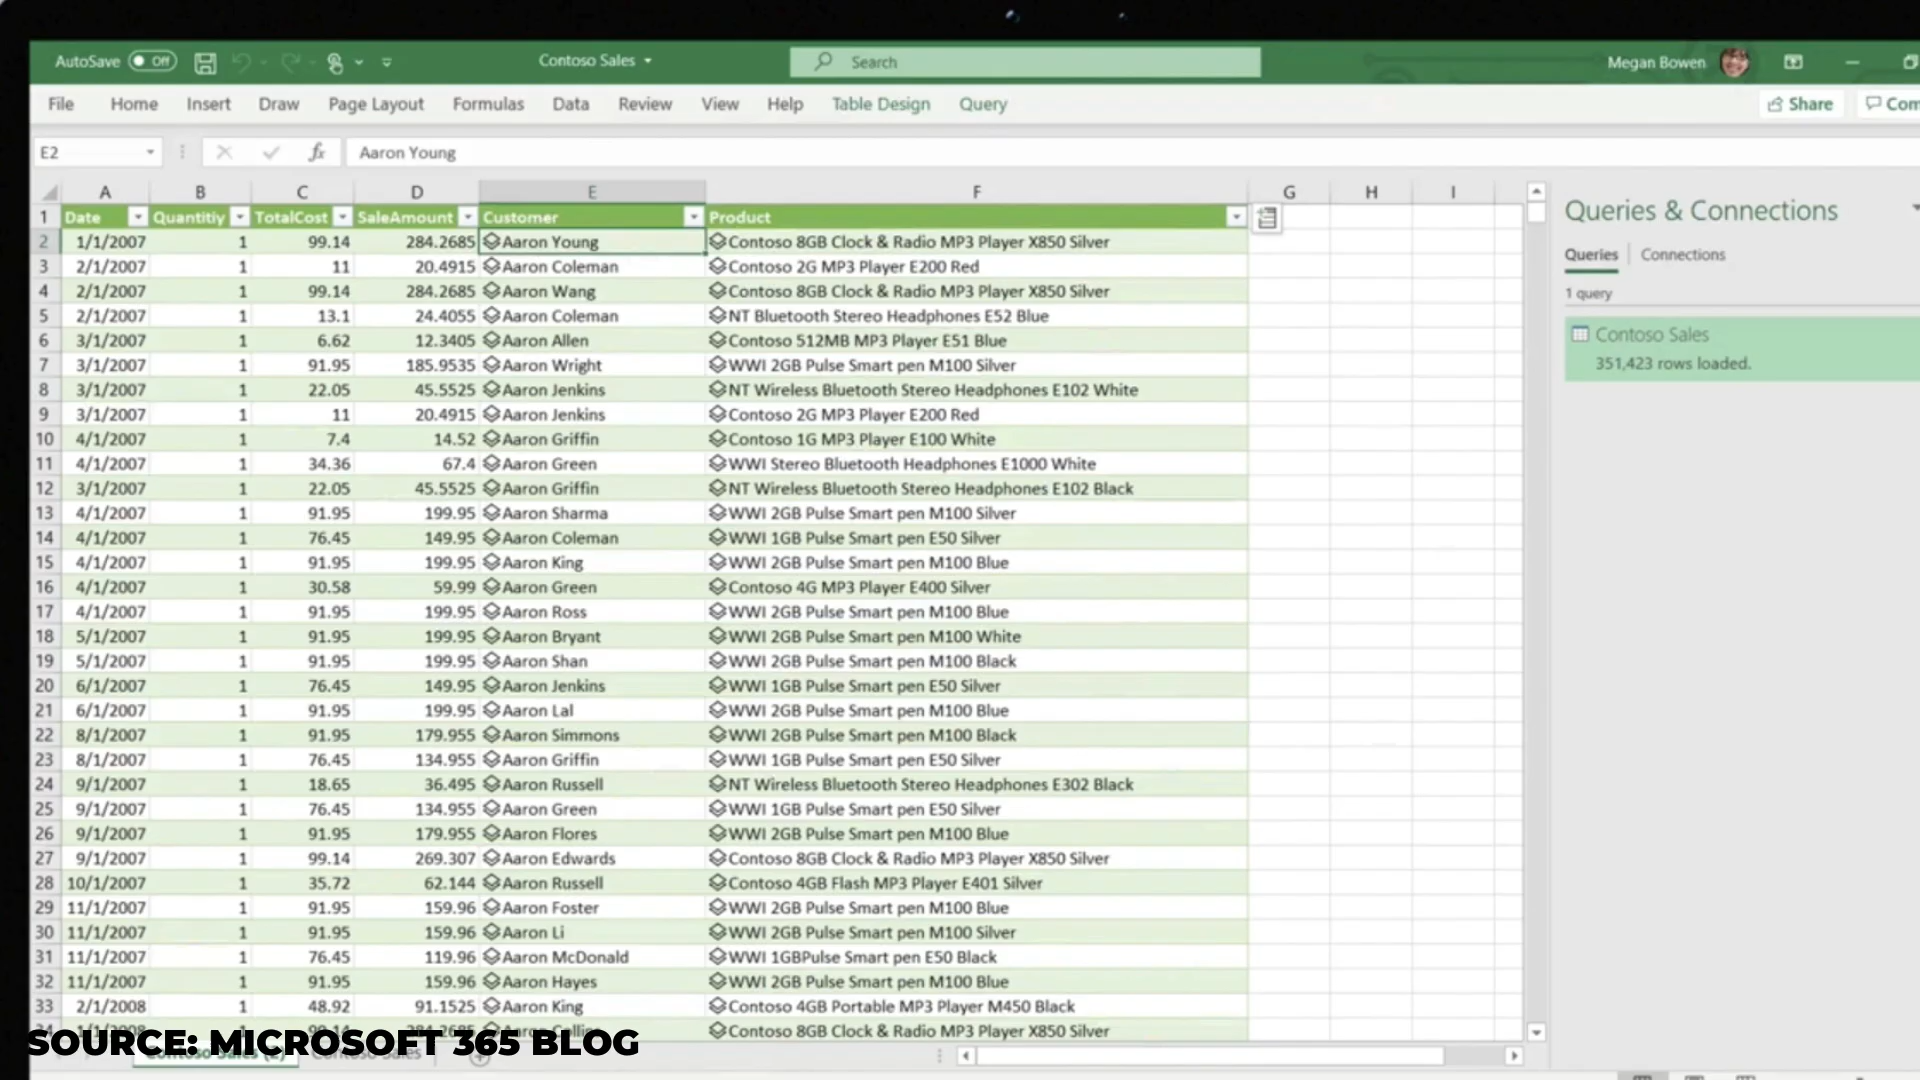 AutoSave Off Contoso Sales Search Megan Bowen
File Home Insert Draw Page Layout Formulas Data Review View Help Table Design Query Share
E2 fx Aaron Young
A B C D E F G H I
1 Date Quantitiy TotalCost SaleAmount Customer Product
2 1/1/2007 1 99.14 284.2685 Aaron Young Contoso 8GB Clock & Radio MP3 Player X850 Silver
3 2/1/2007 1 11 20.4915 Aaron Coleman Contoso 2G MP3 Player E200 Red
4 2/1/2007 1 99.14 284.2685 Aaron Wang Contoso 8GB Clock & Radio MP3 Player X850 Silver
5 2/1/2007 1 13.1 24.4055 Aaron Coleman NT Bluetooth Stereo Headphones E52 Blue
6 3/1/2007 1 6.62 12.3405 Aaron Allen Contoso 512MB MP3 Player E51 Blue
7 3/1/2007 1 91.95 185.9535 Aaron Wright WWI 2GB Pulse Smart pen M100 Silver
8 3/1/2007 1 22.05 45.5525 Aaron Jenkins NT Wireless Bluetooth Stereo Headphones E102 White
9 3/1/2007 1 11 20.4915 Aaron Jenkins Contoso 2G MP3 Player E200 Red
10 4/1/2007 1 7.4 14.52 Aaron Griffin Contoso 1G MP3 Player E100 White
11 4/1/2007 1 34.36 67.4 Aaron Green WWI Stereo Bluetooth Headphones E1000 White
12 3/1/2007 1 22.05 45.5525 Aaron Griffin NT Wireless Bluetooth Stereo Headphones E102 Black
13 4/1/2007 1 91.95 199.95 Aaron Sharma WWI 2GB Pulse Smart pen M100 Silver
14 4/1/2007 1 76.45 149.95 Aaron Coleman WWI 1GB Pulse Smart pen E50 Silver
15 4/1/2007 1 91.95 199.95 Aaron King WWI 2GB Pulse Smart pen M100 Blue
16 4/1/2007 1 30.58 59.99 Aaron Green Contoso 4G MP3 Player E400 Silver
17 4/1/2007 1 91.95 199.95 Aaron Ross WWI 2GB Pulse Smart pen M100 Blue
18 5/1/2007 1 91.95 199.95 Aaron Bryant WWI 2GB Pulse Smart pen M100 White
19 5/1/2007 1 91.95 199.95 Aaron Shan WWI 2GB Pulse Smart pen M100 Black
20 6/1/2007 1 76.45 149.95 Aaron Jenkins WWI 1GB Pulse Smart pen E50 Silver
21 6/1/2007 1 91.95 199.95 Aaron Lal WWI 2GB Pulse Smart pen M100 Blue
22 8/1/2007 1 91.95 179.955 Aaron Simmons WWI 2GB Pulse Smart pen M100 Black
23 8/1/2007 1 76.45 134.955 Aaron Griffin WWI 1GB Pulse Smart pen E50 Silver
24 9/1/2007 1 18.65 36.495 Aaron Russell NT Wireless Bluetooth Stereo Headphones E302 Black
25 9/1/2007 1 76.45 134.955 Aaron Green WWI 1GB Pulse Smart pen E50 Silver
26 9/1/2007 1 91.95 179.955 Aaron Flores WWI 2GB Pulse Smart pen M100 Blue
27 9/1/2007 1 99.14 269.307 Aaron Edwards Contoso 8GB Clock & Radio MP3 Player X850 Silver
28 10/1/2007 1 35.72 62.144 Aaron Russell Contoso 4GB Flash MP3 Player E401 Silver
29 11/1/2007 1 91.95 159.96 Aaron Foster WWI 2GB Pulse Smart pen M100 Blue
30 11/1/2007 1 91.95 159.96 Aaron Li WWI 2GB Pulse Smart pen M100 Silver
31 11/1/2007 1 76.45 119.96 Aaron McDonald WWI 1GBPulse Smart pen E50 Black
32 11/1/2007 1 91.95 159.96 Aaron Hayes WWI 2GB Pulse Smart pen M100 Blue
33 2/1/2008 1 48.92 91.1525 Aaron King Contoso 4GB Portable MP3 Player M450 Black
Contoso 8GB Clock & Radio MP3 Player X850 Silver
SOURCE: MICROSOFT 365 BLOG
Queries & Connections
Queries Connections
1 query
Contoso Sales
351,423 rows loaded.